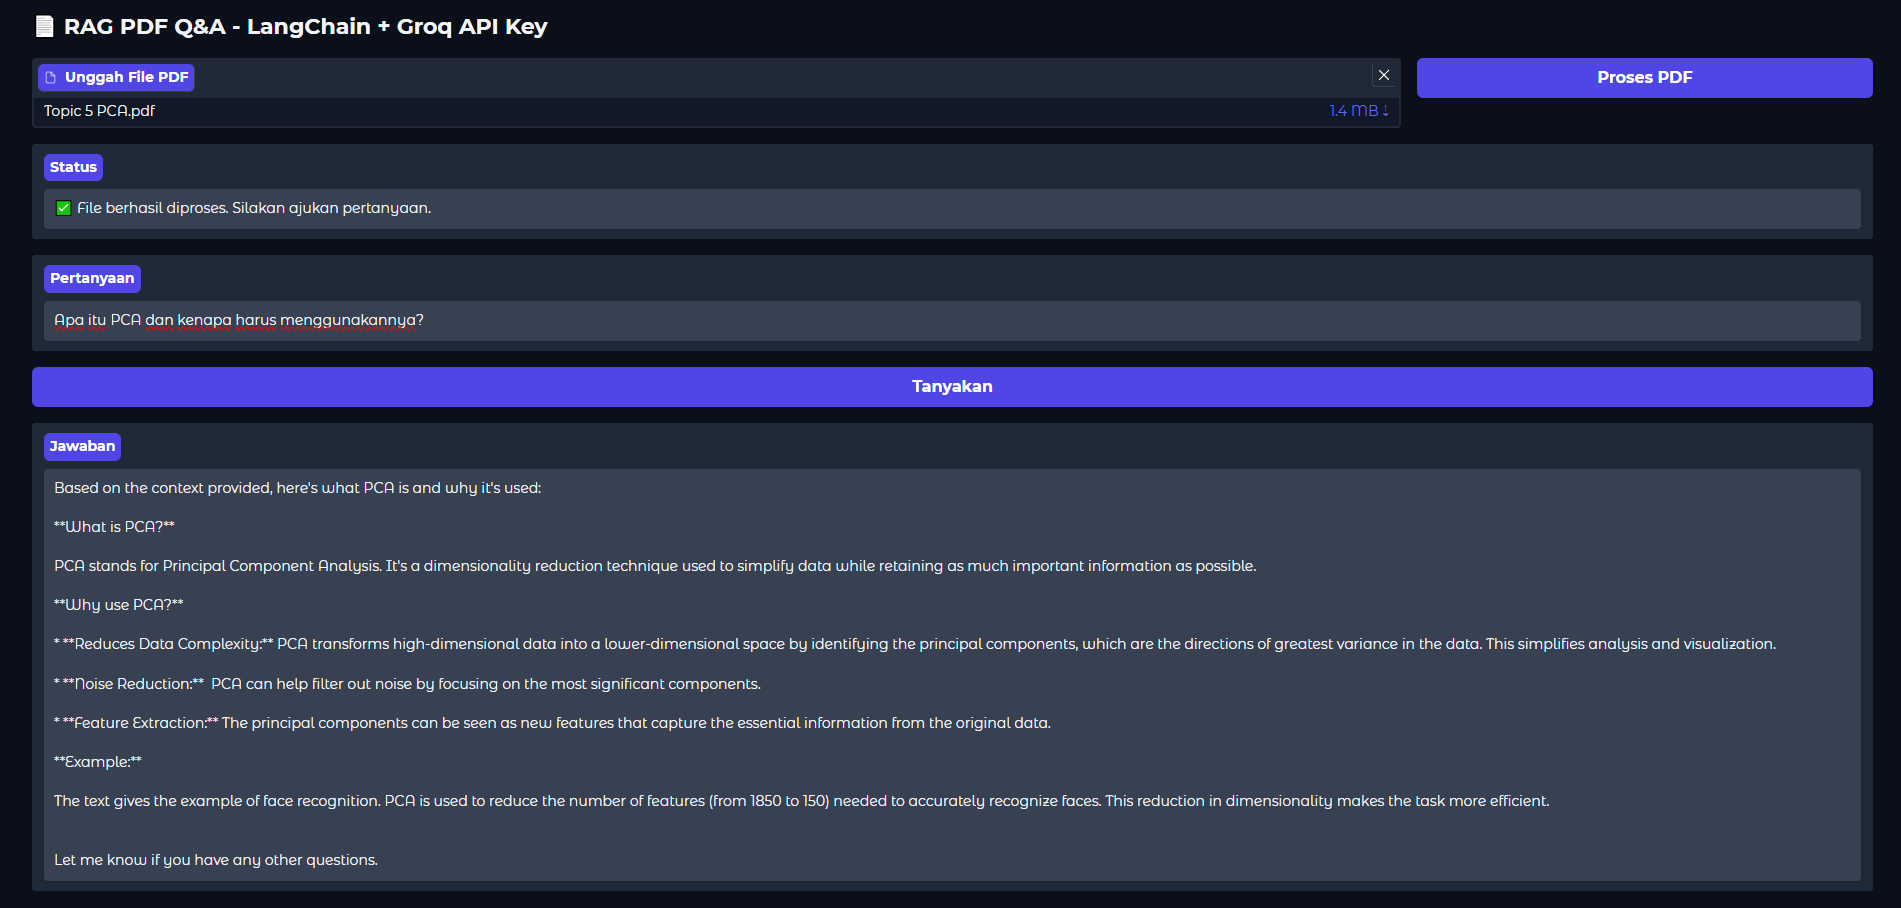 📄 RAG PDF Q&A - LangChain + Groq API Key
Unggah File PDF
Proses PDF
Topic 5 PCA.pdf
1.4 MB ⇣
Status
✅ File berhasil diproses. Silakan ajukan pertanyaan.
Pertanyaan
Apa itu PCA dan kenapa harus menggunakannya?
Tanyakan
Jawaban
Based on the context provided, here's what PCA is and why it's used:
**What is PCA?**
PCA stands for Principal Component Analysis. It's a dimensionality reduction technique used to simplify data while retaining as much important information as possible.
**Why use PCA?**
* **Reduces Data Complexity:** PCA transforms high-dimensional data into a lower-dimensional space by identifying the principal components, which are the directions of greatest variance in the data. This simplifies analysis and visualization.
* **Noise Reduction:**  PCA can help filter out noise by focusing on the most significant components.
* **Feature Extraction:** The principal components can be seen as new features that capture the essential information from the original data.
**Example:**
The text gives the example of face recognition. PCA is used to reduce the number of features (from 1850 to 150) needed to accurately recognize faces. This reduction in dimensionality makes the task more efficient.
Let me know if you have any other questions.